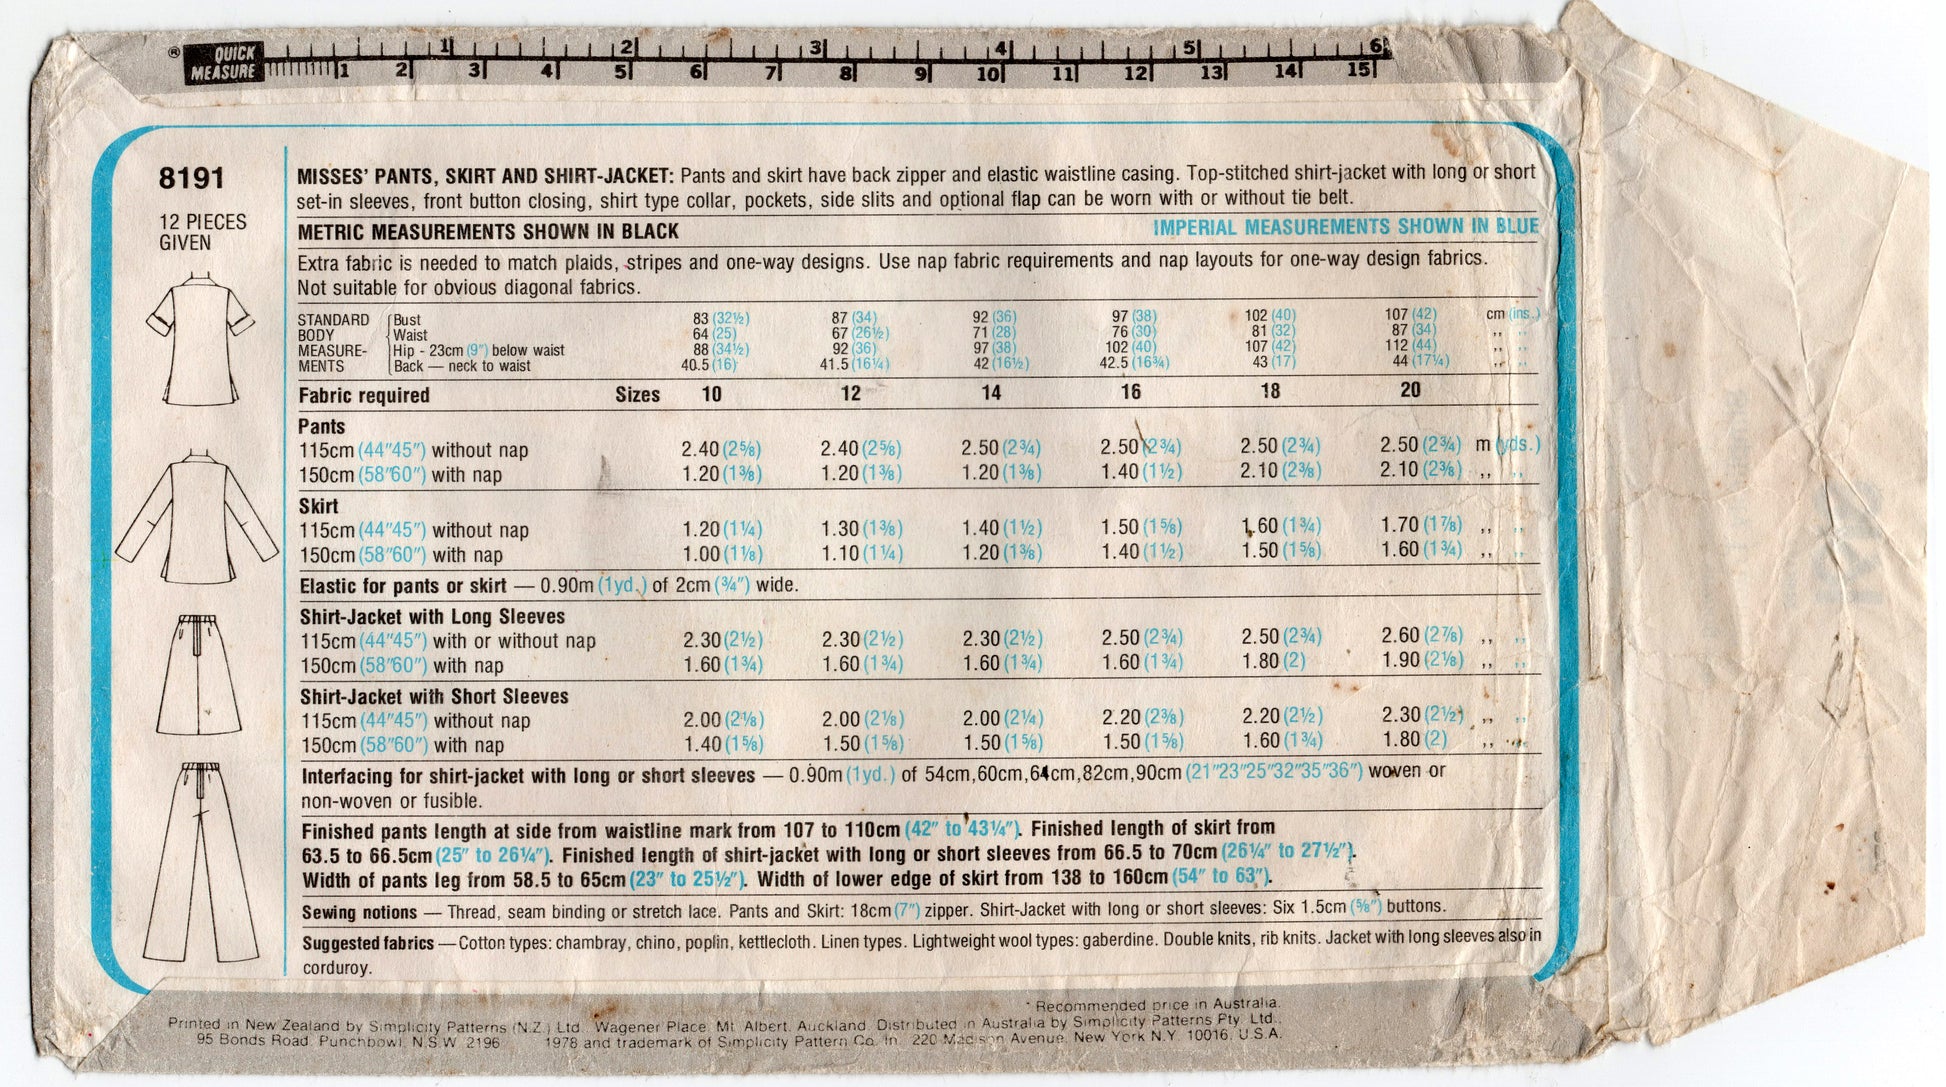 ® QUICK MEASURE
1 2 3 4 5 6
1 2 3 4 5 6 7 8 9 10 11 12 13 14 15
8191
12 PIECES
GIVEN
MISSES' PANTS, SKIRT AND SHIRT-JACKET: Pants and skirt have back zipper and elastic waistline casing. Top-stitched shirt-jacket with long or short
set-in sleeves, front button closing, shirt type collar, pockets, side slits and optional flap can be worn with or without tie belt.
METRIC MEASUREMENTS SHOWN IN BLACK IMPERIAL MEASUREMENTS SHOWN IN BLUE
Extra fabric is needed to match plaids, stripes and one-way designs. Use nap fabric requirements and nap layouts for one-way design fabrics.
Not suitable for obvious diagonal fabrics.
STANDARD Bust 83 (32½) 87 (34) 92 (36) 97 (38) 102 (40) 107 (42) cm (ins.)
BODY Waist 64 (25) 67 (26½) 71 (28) 76 (30) 81 (32) 87 (34) ,, ,,
MEASURE- Hip - 23cm (9") below waist 88 (34½) 92 (36) 97 (38) 102 (40) 107 (42) 112 (44) ,, ,,
MENTS Back — neck to waist 40.5 (16) 41.5 (16¼) 42 (16½) 42.5 (16¾) 43 (17) 44 (17¼) ,, ,,
Fabric required Sizes 10 12 14 16 18 20
Pants
115cm (44"45") without nap 2.40 (2⅝) 2.40 (2⅝) 2.50 (2¾) 2.50 (2¾) 2.50 (2¾) 2.50 (2¾) m (yds.)
150cm (58"60") with nap 1.20 (1⅜) 1.20 (1⅜) 1.20 (1⅜) 1.40 (1½) 2.10 (2⅜) 2.10 (2⅜) ,, ,,
Skirt
115cm (44"45") without nap 1.20 (1¼) 1.30 (1⅜) 1.40 (1½) 1.50 (1⅝) 1.60 (1¾) 1.70 (1⅞) ,, ,,
150cm (58"60") with nap 1.00 (1⅛) 1.10 (1¼) 1.20 (1⅜) 1.40 (1½) 1.50 (1⅝) 1.60 (1¾) ,, ,,
Elastic for pants or skirt — 0.90m (1yd.) of 2cm (¾") wide.
Shirt-Jacket with Long Sleeves
115cm (44"45") with or without nap 2.30 (2½) 2.30 (2½) 2.30 (2½) 2.50 (2¾) 2.50 (2¾) 2.60 (2⅞) ,, ,,
150cm (58"60") with nap 1.60 (1¾) 1.60 (1¾) 1.60 (1¾) 1.60 (1¾) 1.80 (2) 1.90 (2⅛) ,, ,,
Shirt-Jacket with Short Sleeves
115cm (44"45") without nap 2.00 (2⅛) 2.00 (2⅛) 2.00 (2¼) 2.20 (2⅜) 2.20 (2½) 2.30 (2½) ,, ,,
150cm (58"60") with nap 1.40 (1⅝) 1.50 (1⅝) 1.50 (1⅝) 1.50 (1⅝) 1.60 (1¾) 1.80 (2) ,, ,,
Interfacing for shirt-jacket with long or short sleeves — 0.90m (1yd.) of 54cm,60cm,64cm,82cm,90cm (21"23"25"32"35"36") woven or
non-woven or fusible.
Finished pants length at side from waistline mark from 107 to 110cm (42" to 43¼"). Finished length of skirt from
63.5 to 66.5cm (25" to 26¼"). Finished length of shirt-jacket with long or short sleeves from 66.5 to 70cm (26¼" to 27½").
Width of pants leg from 58.5 to 65cm (23" to 25½"). Width of lower edge of skirt from 138 to 160cm (54" to 63").
Sewing notions — Thread, seam binding or stretch lace. Pants and Skirt: 18cm (7") zipper. Shirt-Jacket with long or short sleeves: Six 1.5cm (⅝") buttons.
Suggested fabrics — Cotton types: chambray, chino, poplin, kettlecloth. Linen types. Lightweight wool types: gaberdine. Double knits, rib knits. Jacket with long sleeves also in
corduroy.
* Recommended price in Australia.
Printed in New Zealand by Simplicity Patterns (N.Z.) Ltd. Wagener Place, Mt. Albert, Auckland. Distributed in Australia by Simplicity Patterns Pty. Ltd.,
95 Bonds Road, Punchbowl, N.S.W. 2196 1978 and trademark of Simplicity Pattern Co. In. 220 Madison Avenue, New York N.Y. 10016, U.S.A.